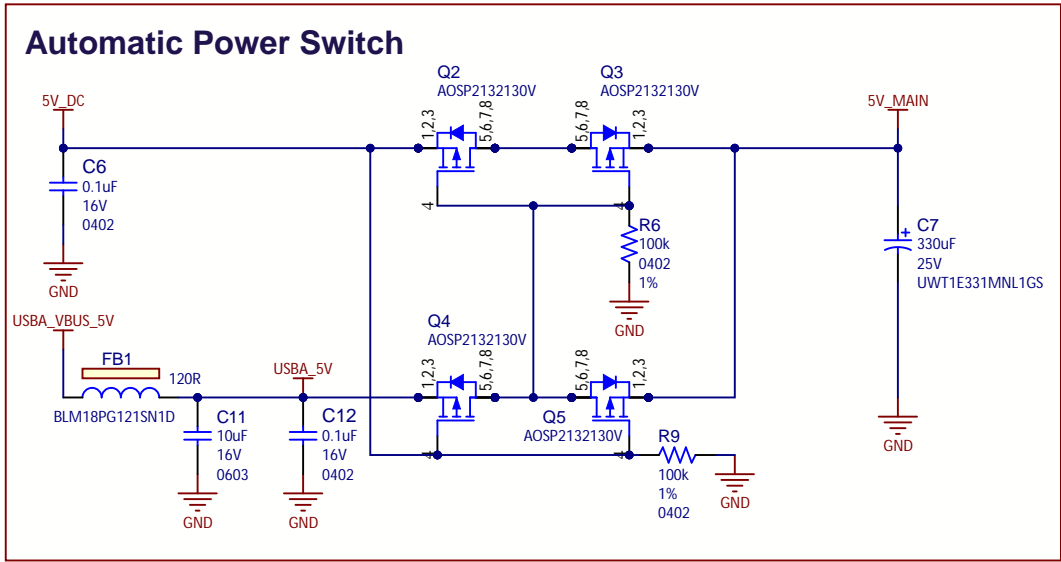 Automatic Power Switch
5V_DC
C6
0.1uF
16V
0402
GND
Q2
AOSP2132130V
1,2,3
5,6,7,8
4
Q3
AOSP2132130V
5,6,7,8
1,2,3
4
R6
100k
0402
1%
GND
5V_MAIN
C7
330uF
25V
UWT1E331MNL1GS
GND
USBA_VBUS_5V
FB1
120R
BLM18PG121SN1D
C11
10uF
16V
0603
GND
USBA_5V
C12
0.1uF
16V
0402
GND
Q4
AOSP2132130V
1,2,3
5,6,7,8
4
Q5
AOSP2132130V
5,6,7,8
1,2,3
4
R9
100k
1%
0402
GND